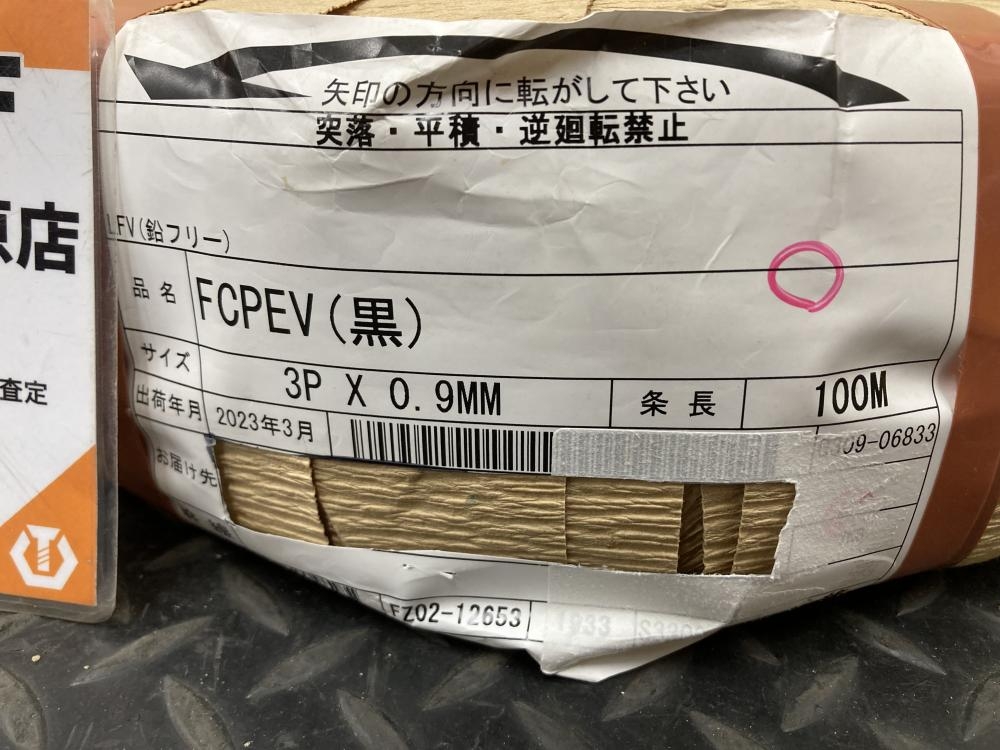 矢印の方向に転がして下さい
突落・平積・逆廻転禁止
LFV(鉛フリー)
品名 FCPEV(黒)
サイズ 3P X 0.9MM 条長 100M
出荷年月 2023年3月
09-06833
お届け先
FZ02-12653
店
査定